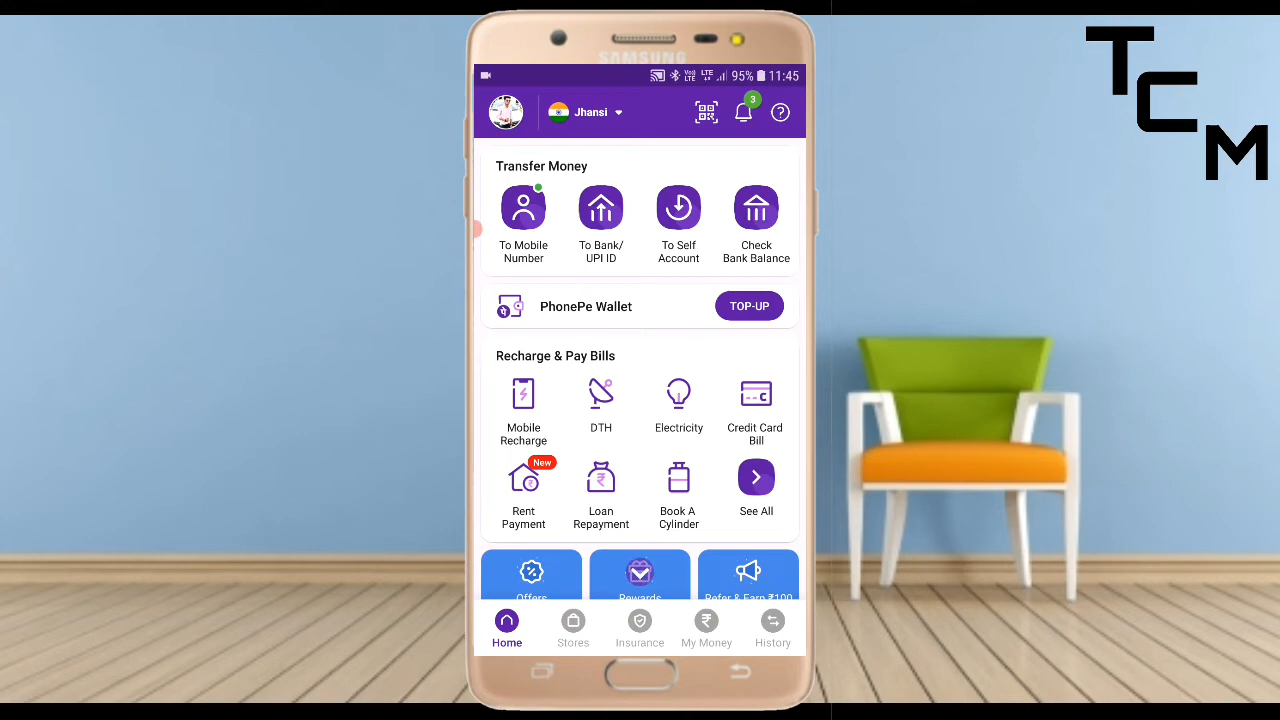 SAMSUNG
LTE 95% 11:45
Jhansi
3
Transfer Money
To Mobile
Number
To Bank/
UPI ID
To Self
Account
Check
Bank Balance
पे
PhonePe Wallet
TOP-UP
Recharge & Pay Bills
Mobile
Recharge
DTH
Electricity
C
Credit Card
Bill
New
Rent
Payment
Loan
Repayment
Book A
Cylinder
See All
Offers
Rewards
Refer & Earn ₹100
Home
Stores
Insurance
My Money
History
TCM